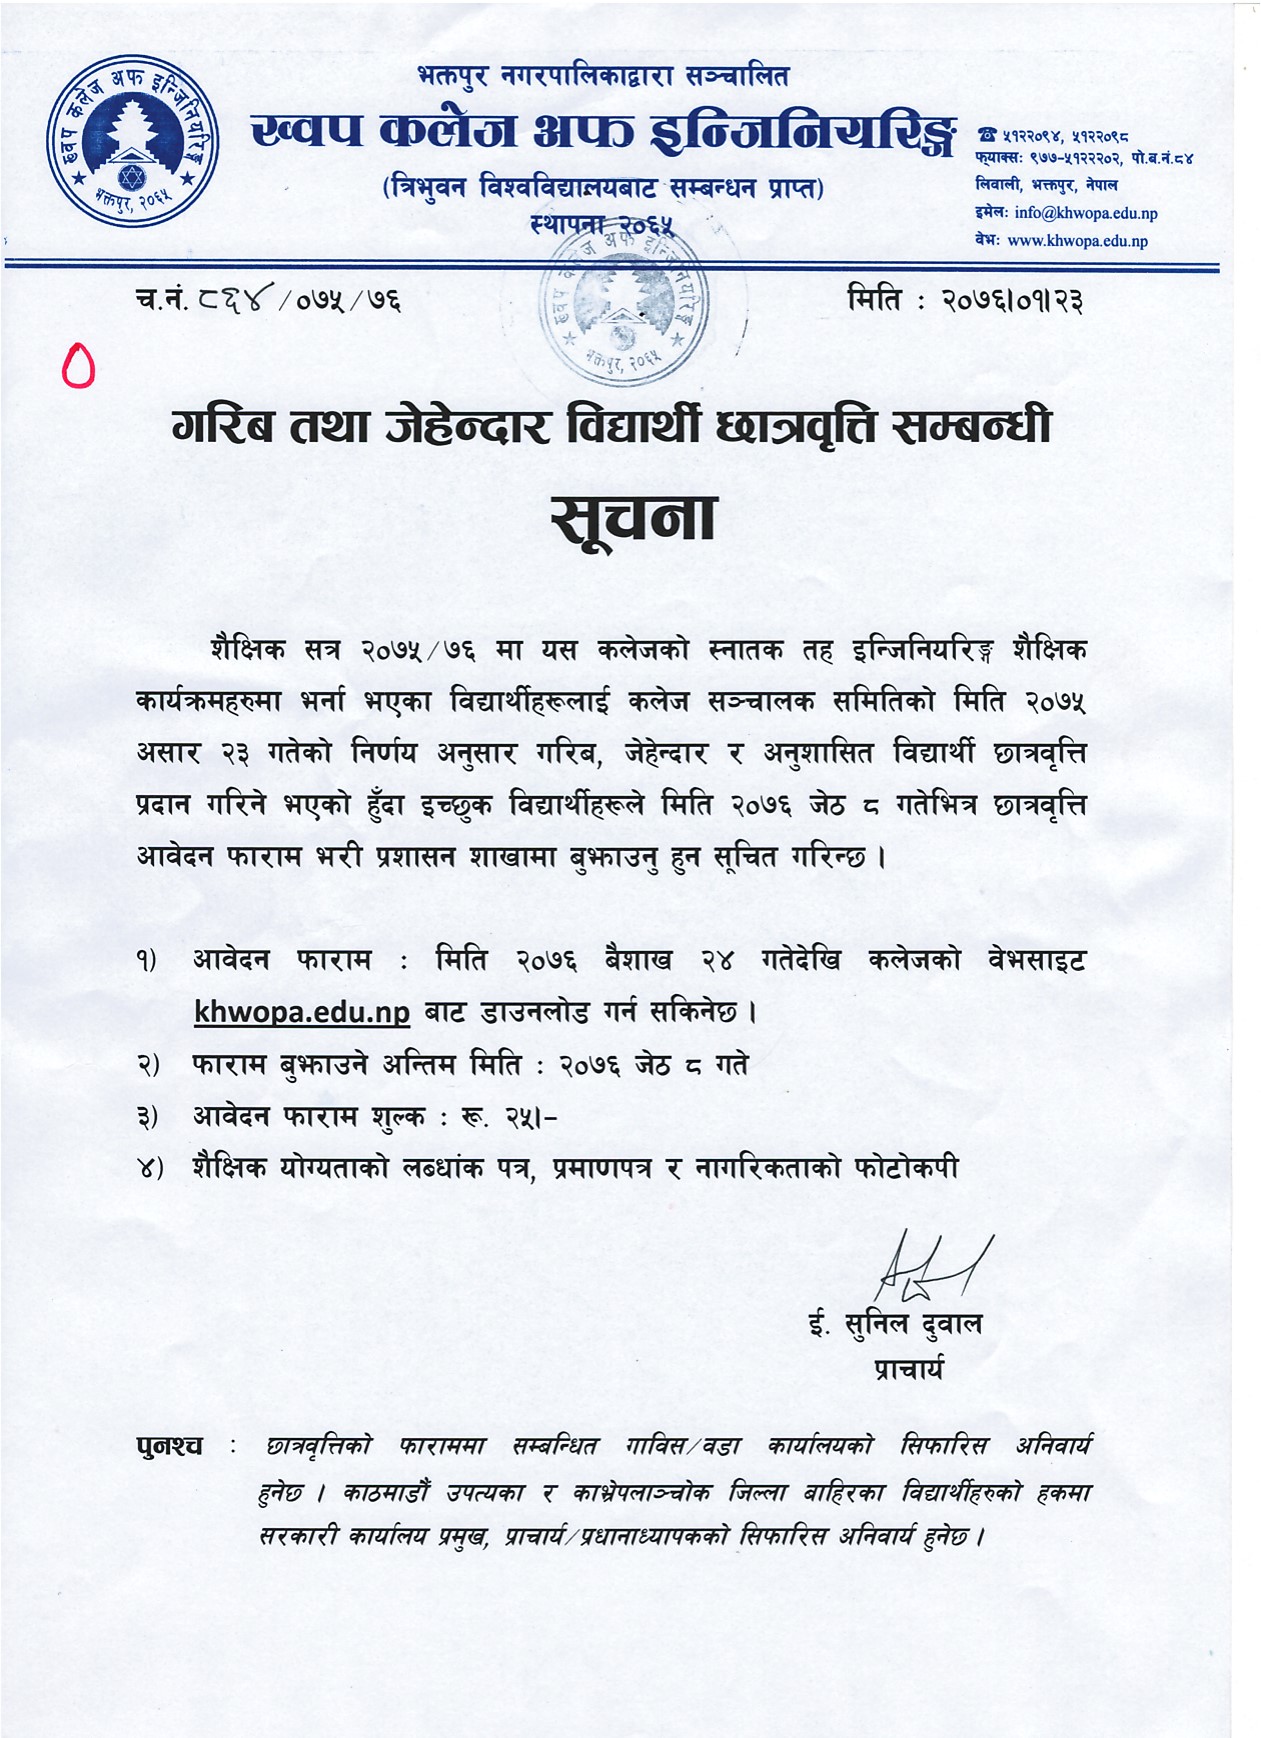 भक्तपुर नगरपालिकाद्वारा सञ्चालित
ख्वप कलेज अफ इन्जिनियरिङ्ग
(त्रिभुवन विश्वविद्यालयबाट सम्बन्धन प्राप्त)
स्थापना २०६५
☎ ५१२२०९४, ५१२२०९८
फ्याक्सः ९७७-५१२२२०२, पो.ब.नं.८४
लिवाली, भक्तपुर, नेपाल
इमेलः info@khwopa.edu.np
वेभः www.khwopa.edu.np
ख्वप कलेज अफ इन्जिनियरिङ्ग
भक्तपुर, २०६५
ख्वप कलेज अफ इन्जिनियरिङ्ग
भक्तपुर, २०६५
च.नं. ८६४/०७५/७६
मिति : २०७६।०१।२३
गरिब तथा जेहेन्दार विद्यार्थी छात्रवृत्ति सम्बन्धी
सूचना
शैक्षिक सत्र २०७५/७६ मा यस कलेजको स्नातक तह इन्जिनियरिङ्ग शैक्षिक
कार्यक्रमहरुमा भर्ना भएका विद्यार्थीहरूलाई कलेज सञ्चालक समितिको मिति २०७५
असार २३ गतेको निर्णय अनुसार गरिब, जेहेन्दार र अनुशासित विद्यार्थी छात्रवृत्ति
प्रदान गरिने भएको हुँदा इच्छुक विद्यार्थीहरूले मिति २०७६ जेठ ८ गतेभित्र छात्रवृत्ति
आवेदन फाराम भरी प्रशासन शाखामा बुझाउनु हुन सूचित गरिन्छ ।
१) आवेदन फाराम : मिति २०७६ बैशाख २४ गतेदेखि कलेजको वेभसाइट
khwopa.edu.np बाट डाउनलोड गर्न सकिनेछ ।
२) फाराम बुझाउने अन्तिम मिति : २०७६ जेठ ८ गते
३) आवेदन फाराम शुल्क : रू. २५।–
४) शैक्षिक योग्यताको लब्धांक पत्र, प्रमाणपत्र र नागरिकताको फोटोकपी
ई. सुनिल दुवाल
प्राचार्य
पुनश्च : छात्रवृत्तिको फाराममा सम्बन्धित गाविस/वडा कार्यालयको सिफारिस अनिवार्य
हुनेछ । काठमाडौं उपत्यका र काभ्रेपलाञ्चोक जिल्ला बाहिरका विद्यार्थीहरुको हकमा
सरकारी कार्यालय प्रमुख, प्राचार्य/प्रधानाध्यापकको सिफारिस अनिवार्य हुनेछ ।